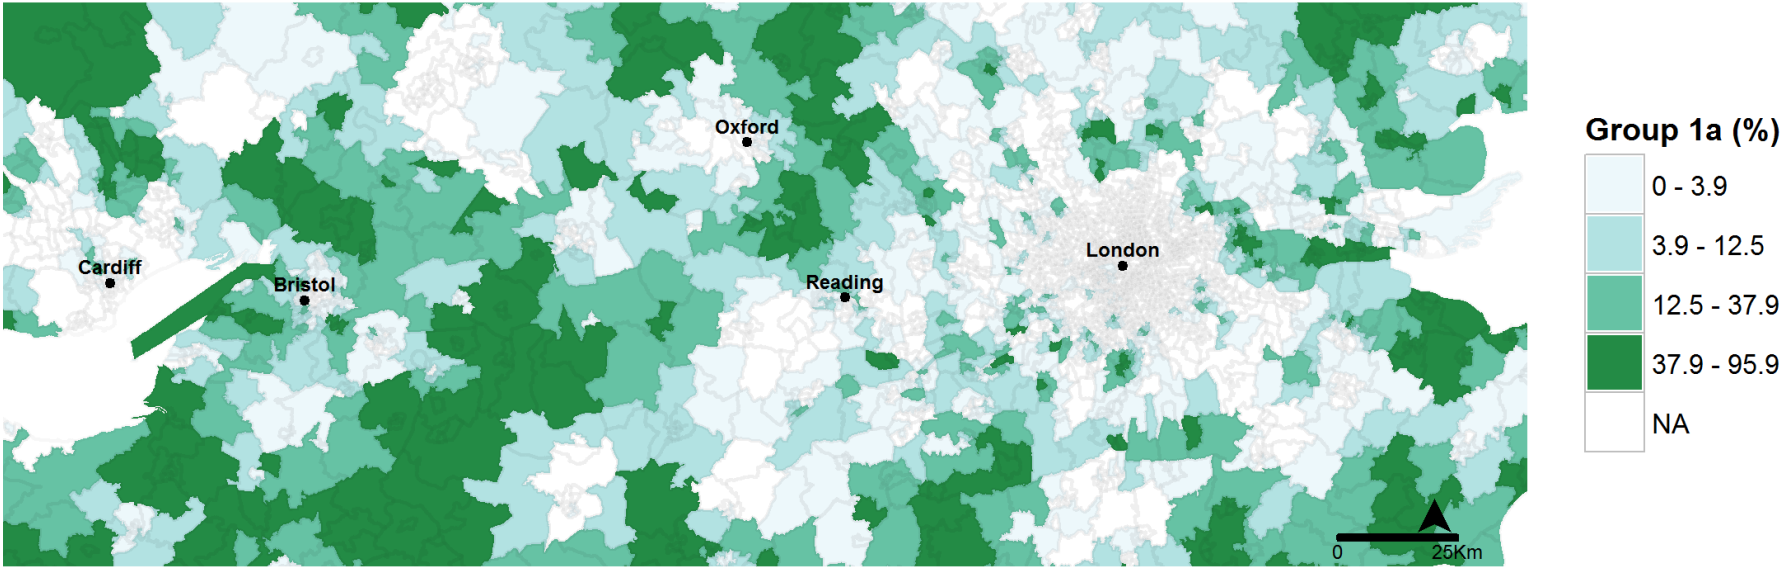 Oxford
London
Cardiff
Bristol
Reading
Group 1a (%)
0 - 3.9
3.9 - 12.5
12.5 - 37.9
37.9 - 95.9
NA
0 25Km